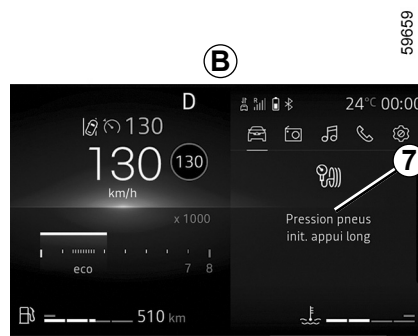 59659
B
D
24°C 00:00
130
130
130
km/h
7
x 1000
Pression pneus
init. appui long
eco
7 8
510 km